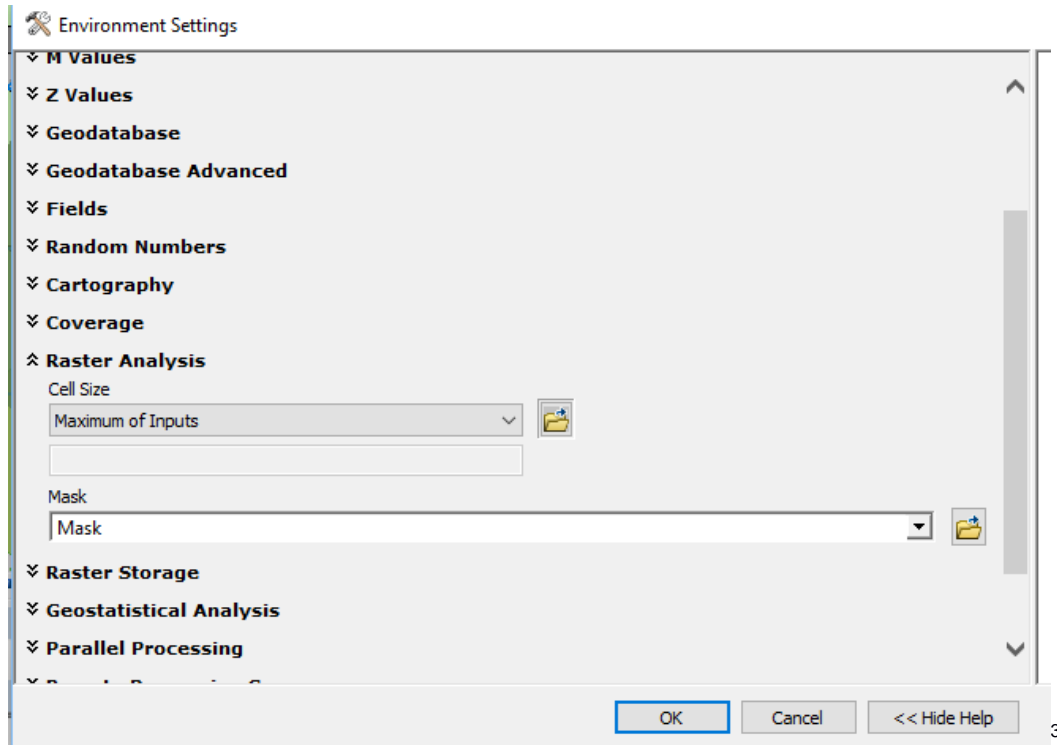 Environment Settings
M Values
Z Values
Geodatabase
Geodatabase Advanced
Fields
Random Numbers
Cartography
Coverage
Raster Analysis
Cell Size
Maximum of Inputs
Mask
Mask
Raster Storage
Geostatistical Analysis
Parallel Processing
OK Cancel << Hide Help
3